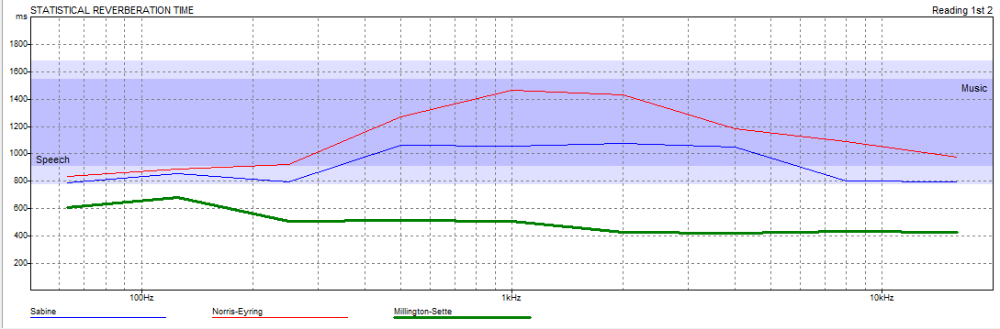 STATISTICAL REVERBERATION TIME Reading 1st 2
ms
1800
1600
1400
Music
1200
1000
Speech
800
600
400
200
100Hz 1kHz 10kHz
Sabine Norris-Eyring Millington-Sette